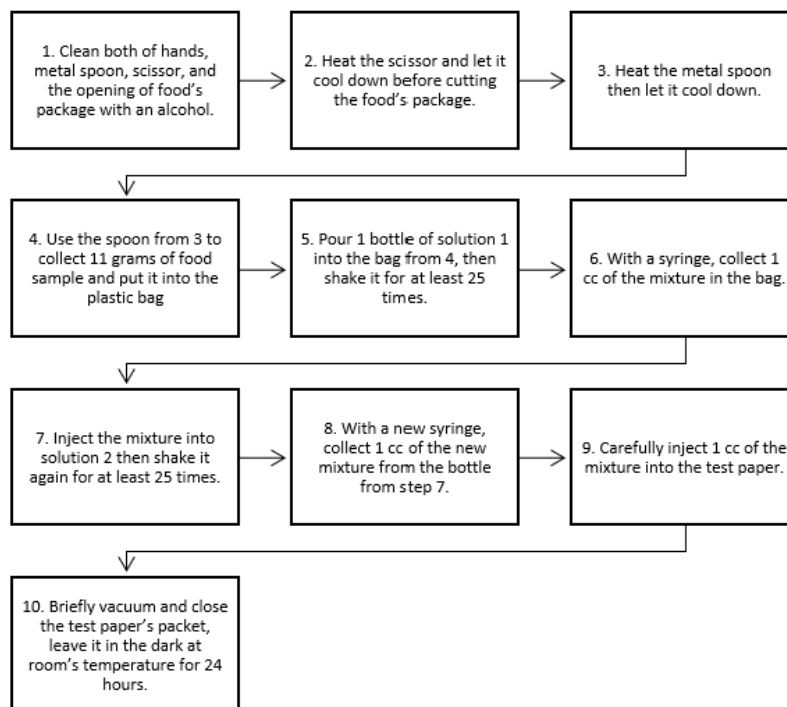 1. Clean both of hands,
metal spoon, scissor, and
the opening of food's
package with an alcohol.
2. Heat the scissor and let it
cool down before cutting
the food's package.
3. Heat the metal spoon
then let it cool down.
4. Use the spoon from 3 to
collect 11 grams of food
sample and put it into the
plastic bag
5. Pour 1 bottle of solution 1
into the bag from 4, then
shake it for at least 25
times.
6. With a syringe, collect 1
cc of the mixture in the bag.
7. Inject the mixture into
solution 2 then shake it
again for at least 25 times.
8. With a new syringe,
collect 1 cc of the new
mixture from the bottle
from step 7.
9. Carefully inject 1 cc of the
mixture into the test paper.
10. Briefly vacuum and close
the test paper's packet,
leave it in the dark at
room's temperature for 24
hours.